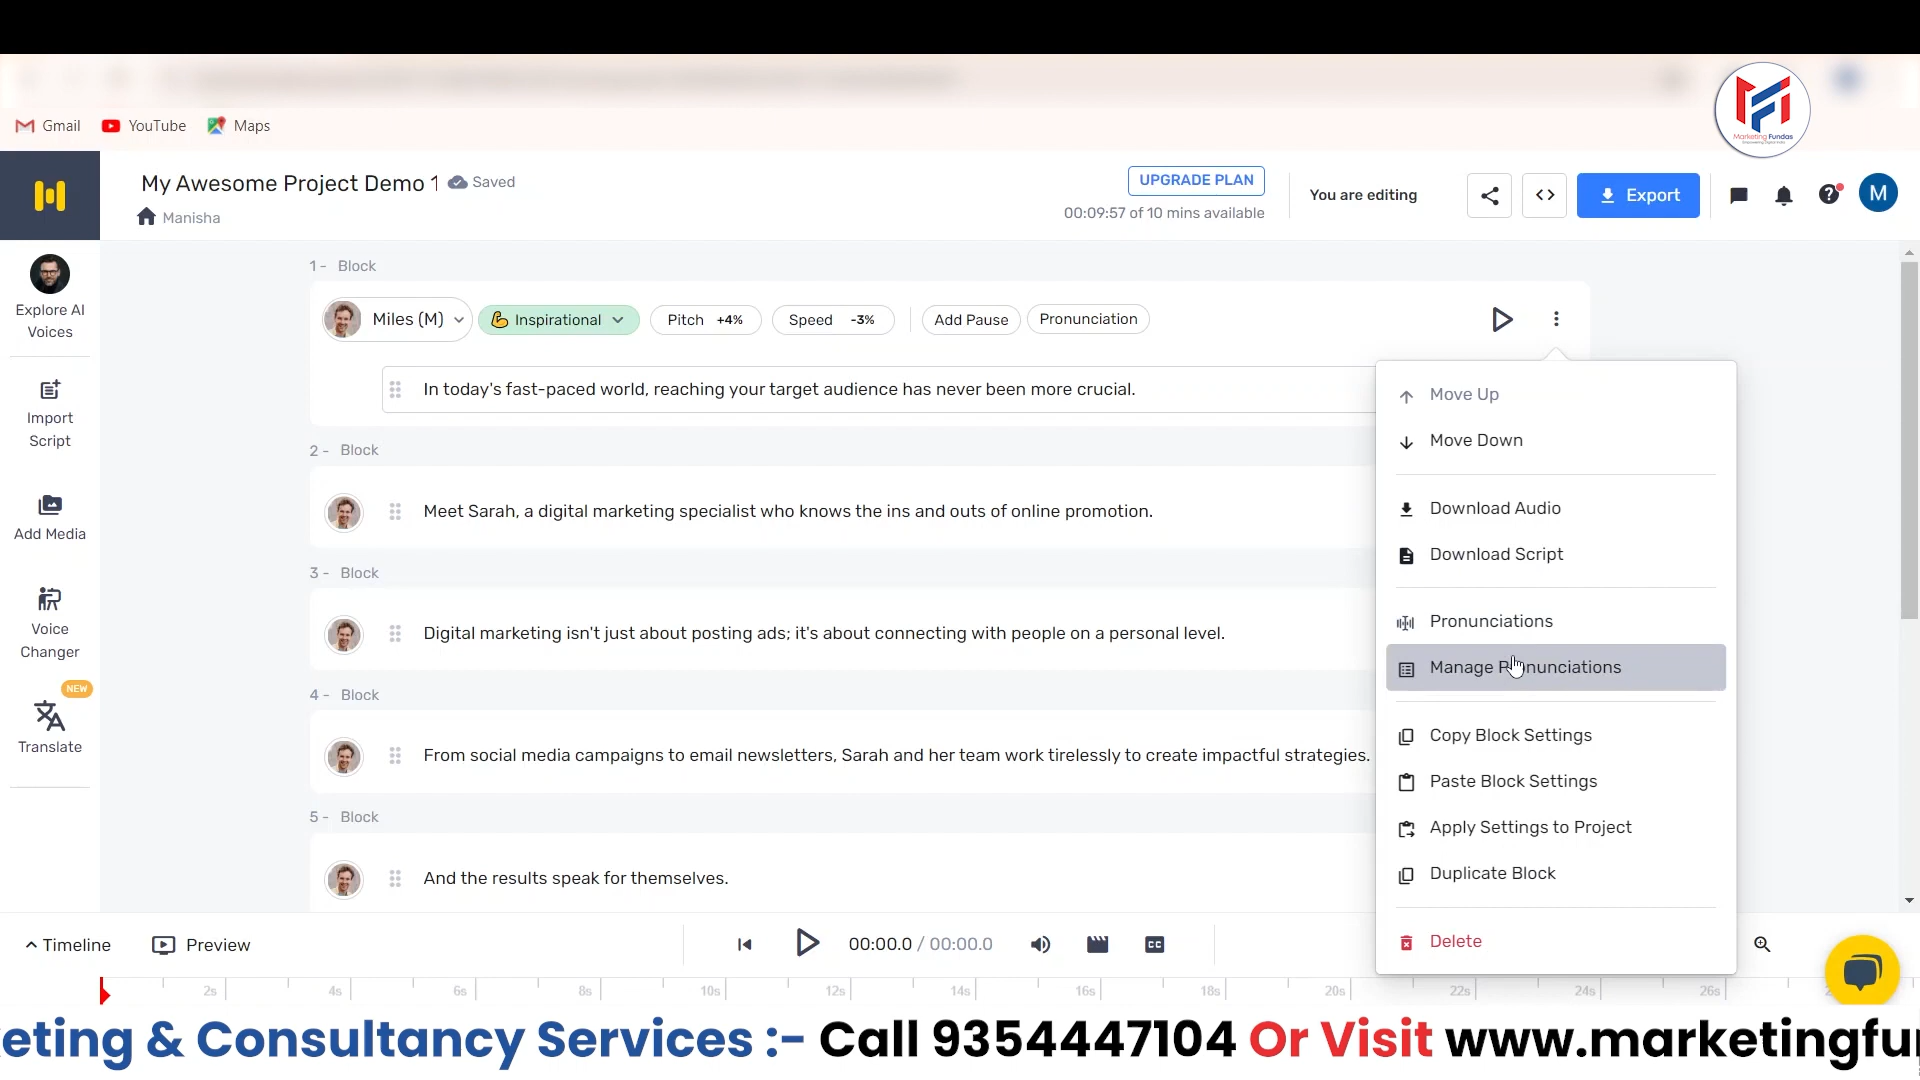 Gmail YouTube Maps
Marketing Fundas
My Awesome Project Demo 1 Saved
Manisha
UPGRADE PLAN
00:09:57 of 10 mins available
You are editing
Export
M
Explore AI
Voices
Import
Script
Add Media
Voice
Changer
NEW
Translate
1 - Block
Miles (M) Inspirational Pitch +4% Speed -3% Add Pause Pronunciation
In today's fast-paced world, reaching your target audience has never been more crucial.
2 - Block
Meet Sarah, a digital marketing specialist who knows the ins and outs of online promotion.
3 - Block
Digital marketing isn't just about posting ads; it's about connecting with people on a personal level.
4 - Block
From social media campaigns to email newsletters, Sarah and her team work tirelessly to create impactful strategies.
5 - Block
And the results speak for themselves.
Move Up
Move Down
Download Audio
Download Script
Pronunciations
Manage Pronunciations
Copy Block Settings
Paste Block Settings
Apply Settings to Project
Duplicate Block
Delete
Timeline Preview 00:00.0 / 00:00.0 CC
2s 4s 6s 8s 10s 12s 14s 16s 18s 20s 22s 24s 26s
eting & Consultancy Services :- Call 9354447104 Or Visit www.marketingfu